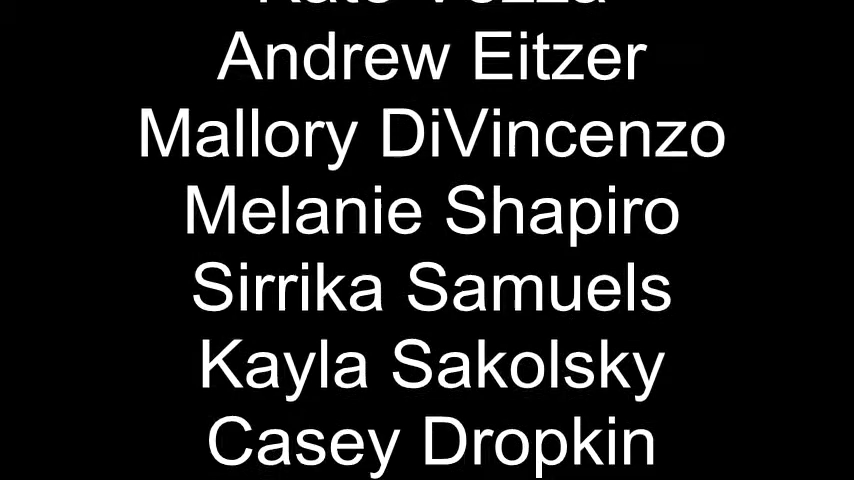 Andrew Eitzer
Mallory DiVincenzo
Melanie Shapiro
Sirrika Samuels
Kayla Sakolsky
Casey Dropkin